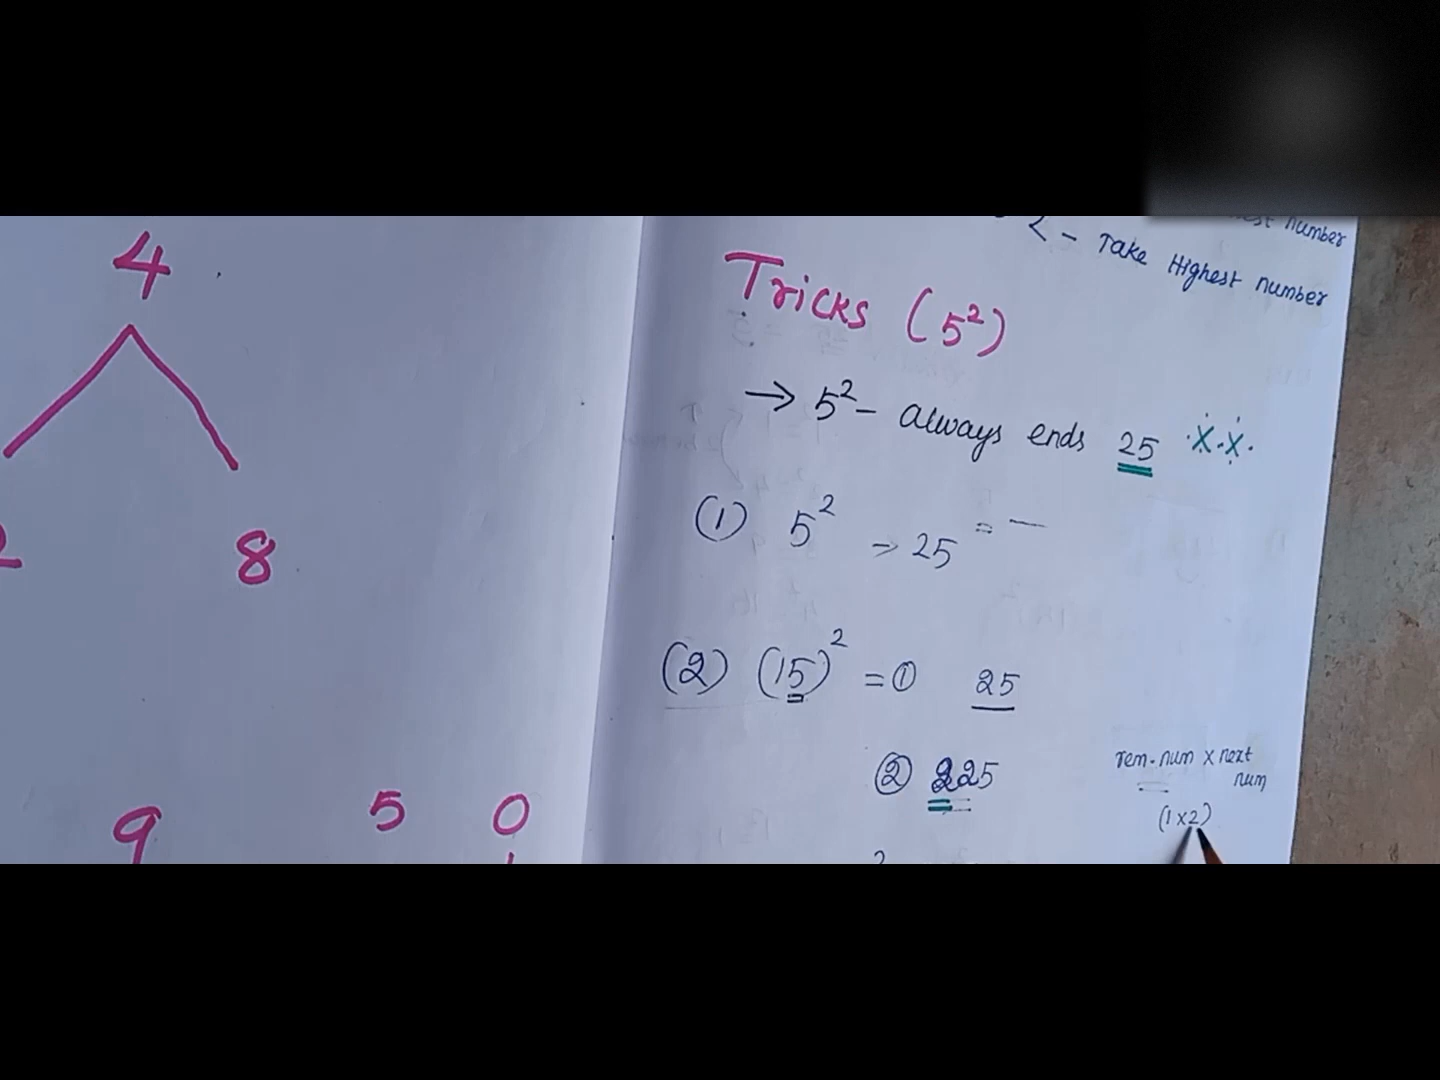 4
8
9
5 0
number
< - Take Highest number
Tricks (5²)
→ 5² - always ends 25 .X.X.
(1) 5² → 25 = —
(2) (15)² = ① 25
② 225
rem. num x next
num
(1x2)
2